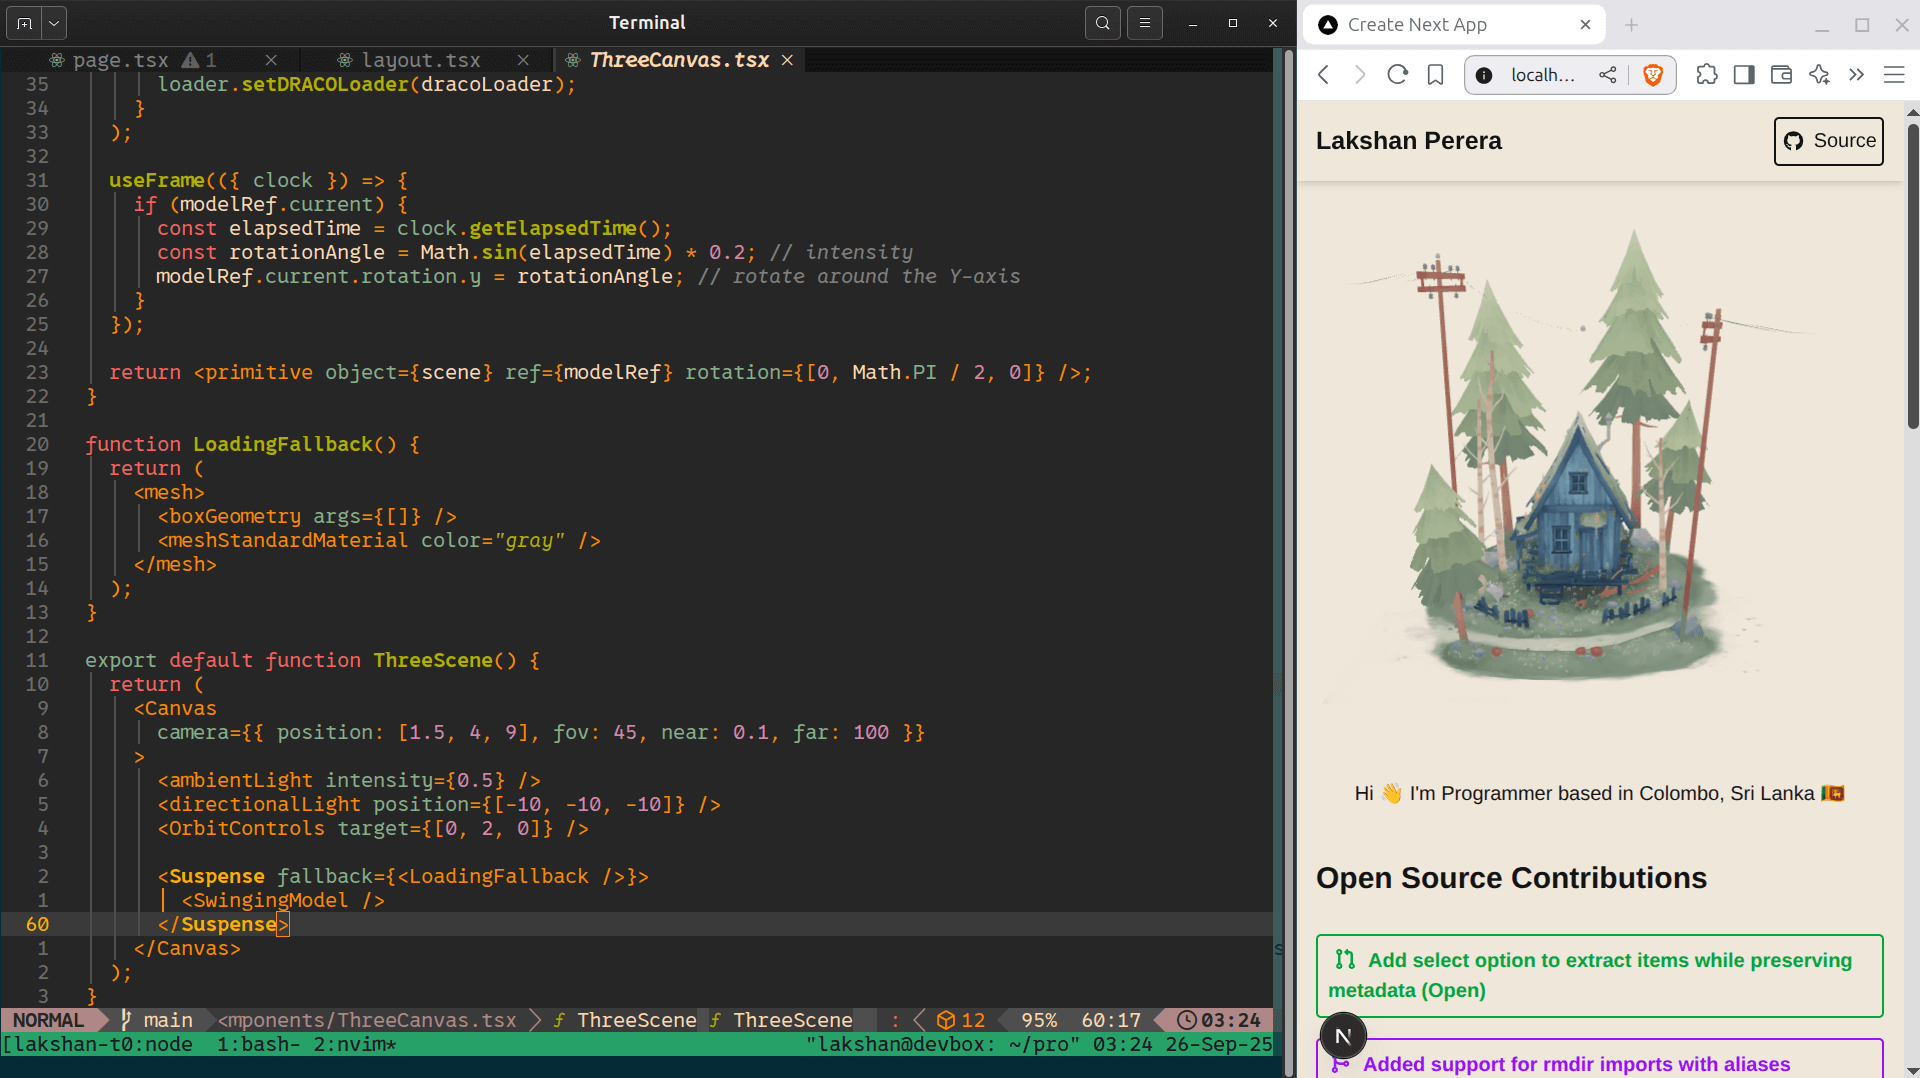 Terminal
page.tsx 1
layout.tsx
ThreeCanvas.tsx
35 loader.setDRACOLoader(dracoLoader);
34 }
33 );
32
31 useFrame(({ clock }) => {
30 if (modelRef.current) {
29 const elapsedTime = clock.getElapsedTime();
28 const rotationAngle = Math.sin(elapsedTime) * 0.2; // intensity
27 modelRef.current.rotation.y = rotationAngle; // rotate around the Y-axis
26 }
25 });
24
23 return <primitive object={scene} ref={modelRef} rotation={[0, Math.PI / 2, 0]} />;
22 }
21
20 function LoadingFallback() {
19 return (
18 <mesh>
17 <boxGeometry args={[]} />
16 <meshStandardMaterial color="gray" />
15 </mesh>
14 );
13 }
12
11 export default function ThreeScene() {
10 return (
9 <Canvas
8 camera={{ position: [1.5, 4, 9], fov: 45, near: 0.1, far: 100 }}
7 >
6 <ambientLight intensity={0.5} />
5 <directionalLight position={[-10, -10, -10]} />
4 <OrbitControls target={[0, 2, 0]} />
3
2 <Suspense fallback={<LoadingFallback />}>
1 <SwingingModel />
60 </Suspense>
1 </Canvas>
2 );
3 }
NORMAL main <mponents/ThreeCanvas.tsx ƒ ThreeScene ƒ ThreeScene : 12 95% 60:17 03:24
[lakshan-t0:node 1:bash- 2:nvim* "lakshan@devbox: ~/pro" 03:24 26-Sep-25
s
Create Next App
localh...
Lakshan Perera
Source
Hi 👋 I'm Programmer based in Colombo, Sri Lanka 🇱🇰
Open Source Contributions
Add select option to extract items while preserving
metadata (Open)
N
Added support for rmdir imports with aliases